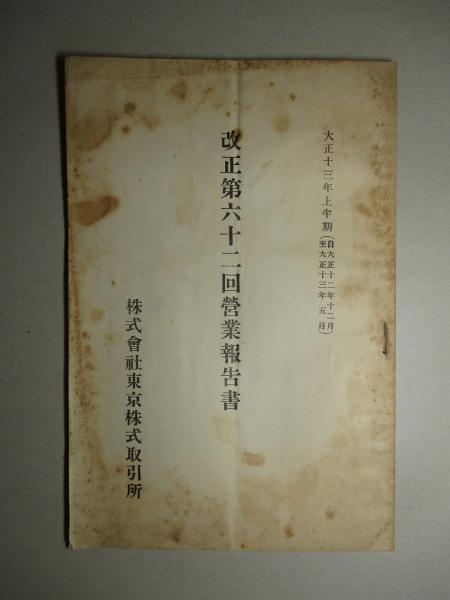 大正十三年上半期(自大正十二年十二月
至大正十三年五月)
改正第六十二回營業報告書
株式會社東京株式取引所